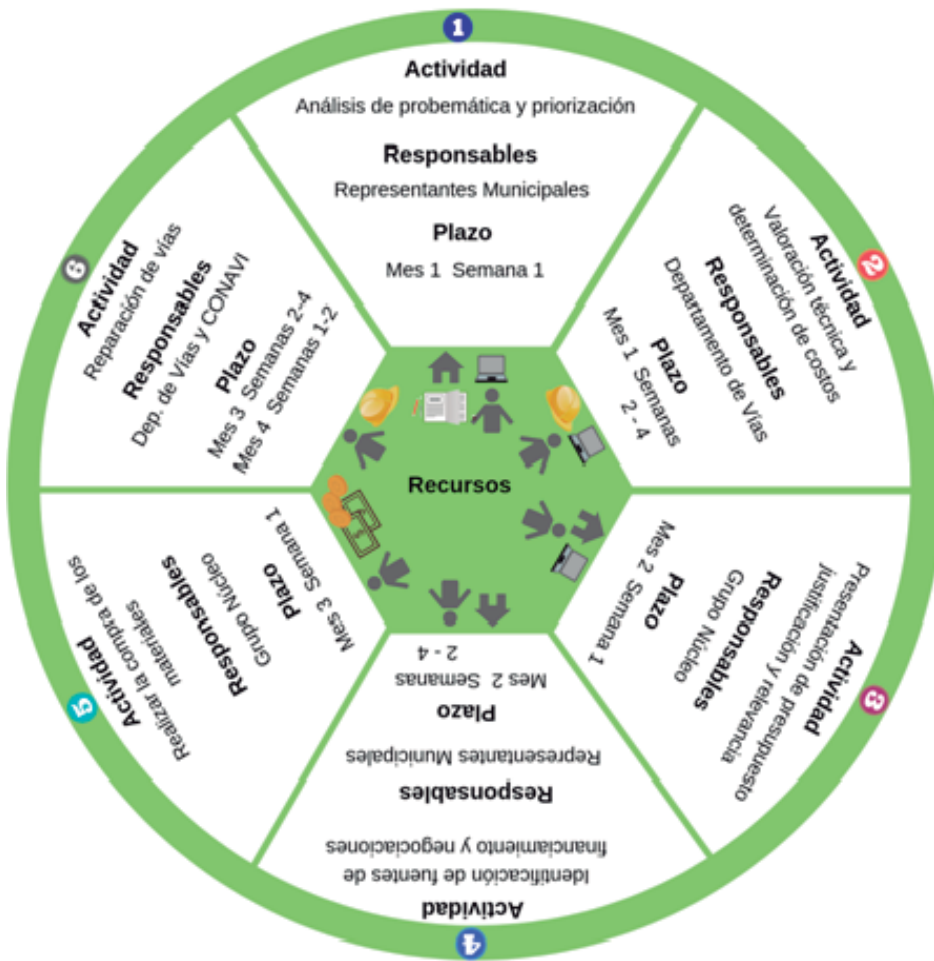 1
Actividad
Análisis de probemática y priorización
Responsables
Representantes Municipales
Plazo
Mes 1 Semana 1
2
Actividad
Valoración técnica y
determinación de costos
Responsables
Departamento de Vías
Plazo
Mes 1 Semanas
2 - 4
3
Actividad
Presentación de presupuesto
justificación y relevancia
Responsables
Grupo Núcleo
Plazo
Mes 2 Semana 1
4
Actividad
Identificación de fuentes de
financiamiento y negociaciones
Responsables
Representantes Municipales
Plazo
Mes 2 Semanas
2 - 4
5
Actividad
Realizar la compra de los
materiales
Responsables
Grupo Núcleo
Plazo
Mes 3 Semana 1
6
Actividad
Reparación de vías
Responsables
Dep. de Vías y CONAVI
Plazo
Mes 3 Semanas 2-4
Mes 4 Semanas 1-2
Recursos